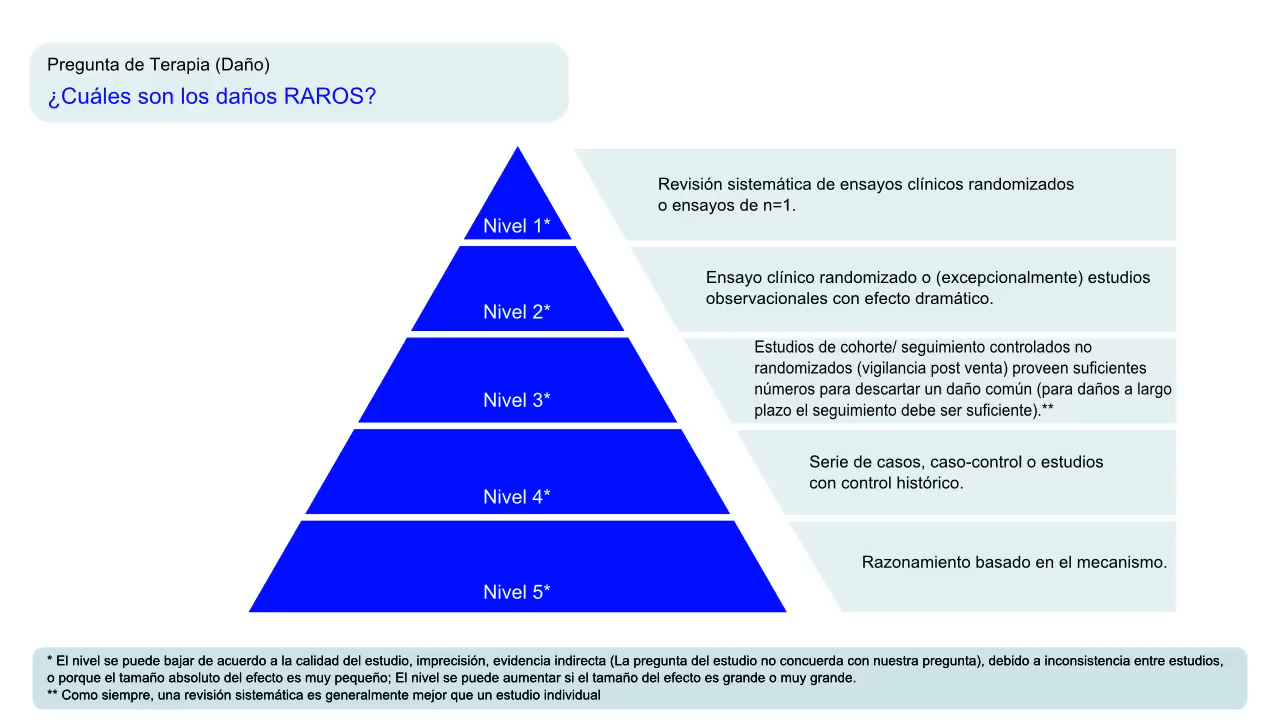 Pregunta de Terapia (Daño)
¿Cuáles son los daños RAROS?
Nivel 1*
Revisión sistemática de ensayos clínicos randomizados
o ensayos de n=1.
Nivel 2*
Ensayo clínico randomizado o (excepcionalmente) estudios
observacionales con efecto dramático.
Nivel 3*
Estudios de cohorte/ seguimiento controlados no
randomizados (vigilancia post venta) proveen suficientes
números para descartar un daño común (para daños a largo
plazo el seguimiento debe ser suficiente).**
Nivel 4*
Serie de casos, caso-control o estudios
con control histórico.
Nivel 5*
Razonamiento basado en el mecanismo.
* El nivel se puede bajar de acuerdo a la calidad del estudio, imprecisión, evidencia indirecta (La pregunta del estudio no concuerda con nuestra pregunta), debido a inconsistencia entre estudios,
o porque el tamaño absoluto del efecto es muy pequeño; El nivel se puede aumentar si el tamaño del efecto es grande o muy grande.
** Como siempre, una revisión sistemática es generalmente mejor que un estudio individual